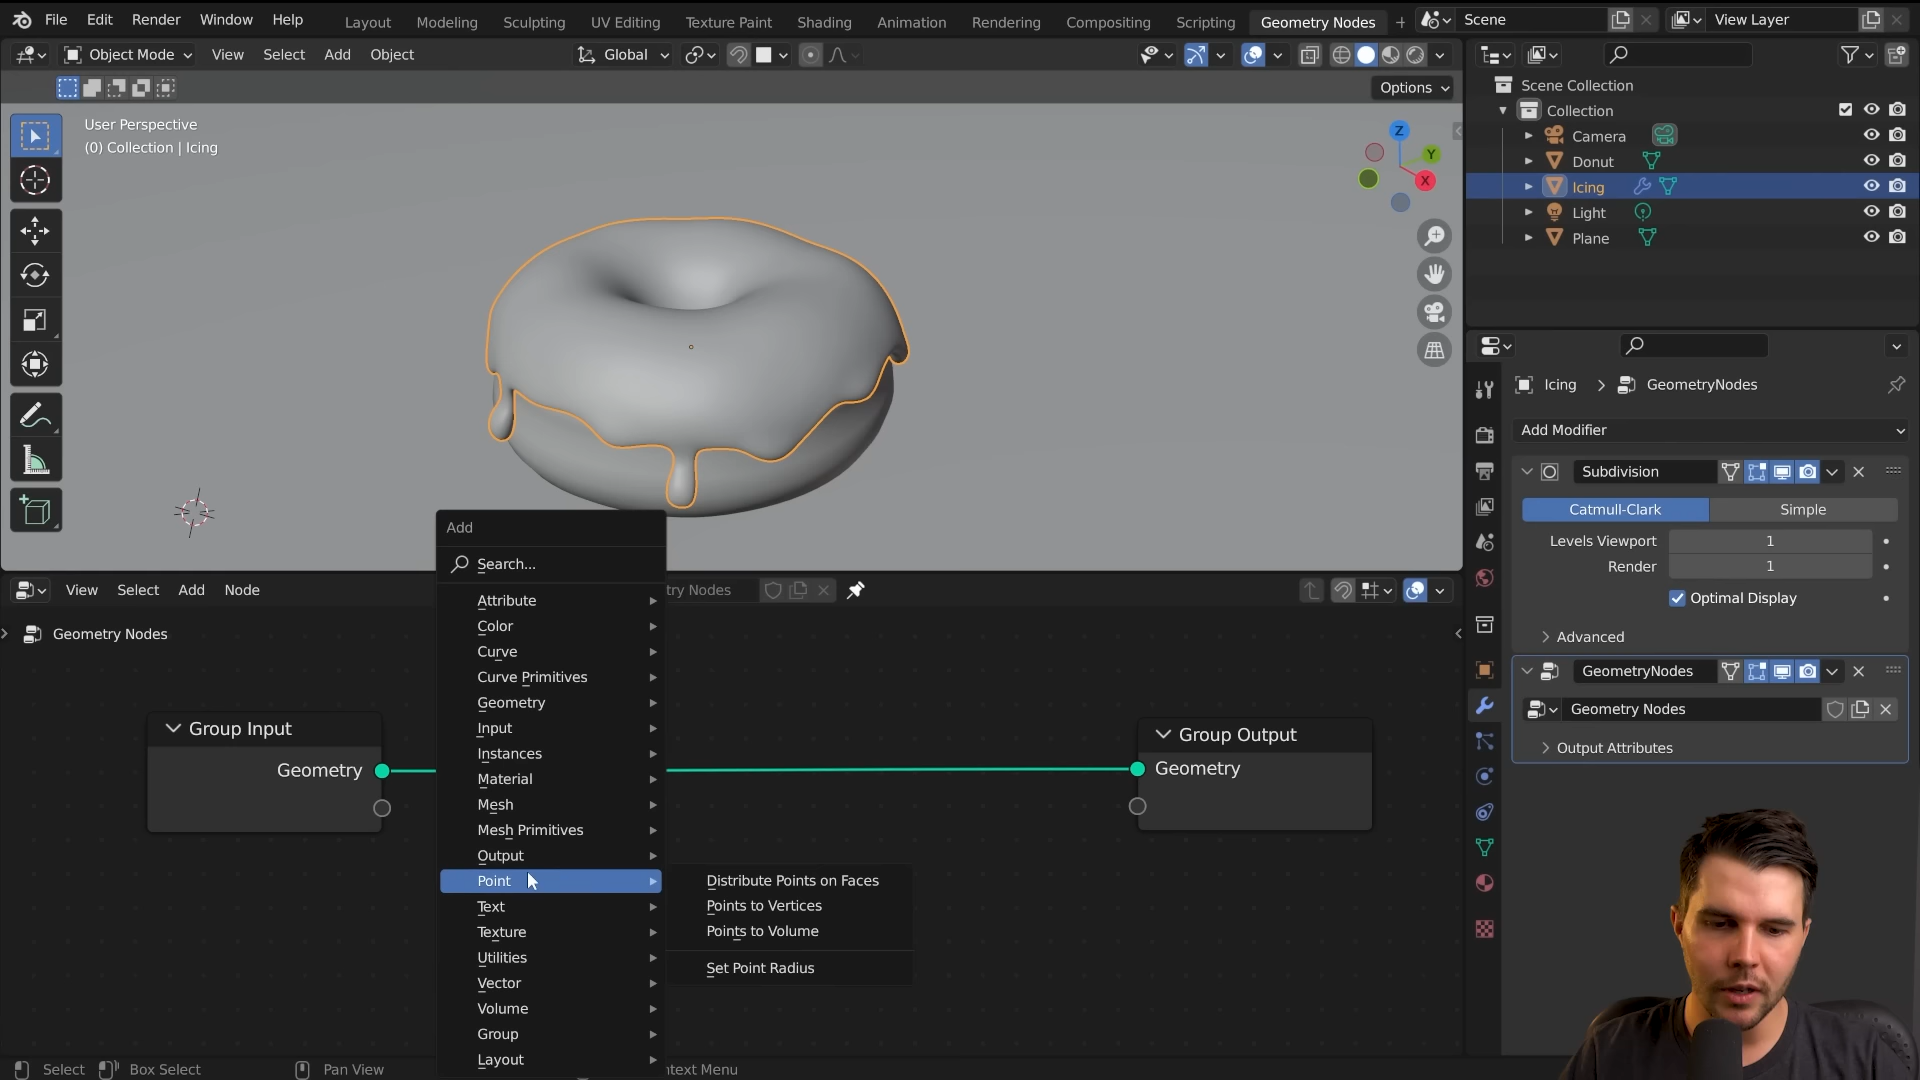 File Edit Render Window Help Layout Modeling Sculpting UV Editing Texture Paint Shading Animation Rendering Compositing Scripting Geometry Nodes + Scene View Layer
Object Mode View Select Add Object Global
Options
User Perspective
(0) Collection | Icing
Z
Y
X
Scene Collection
Collection
Camera
Donut
Icing
Light
Plane
Icing > GeometryNodes
Add Modifier
Subdivision
Catmull-Clark Simple
Levels Viewport 1
Render 1
Optimal Display
Advanced
GeometryNodes
Geometry Nodes
Output Attributes
View Select Add Node
try Nodes
Geometry Nodes
Group Input
Geometry
Group Output
Geometry
Add
Search...
Attribute
Color
Curve
Curve Primitives
Geometry
Input
Instances
Material
Mesh
Mesh Primitives
Output
Point
Text
Texture
Utilities
Vector
Volume
Group
Layout
Distribute Points on Faces
Points to Vertices
Points to Volume
Set Point Radius
Select Box Select Pan View ntext Menu